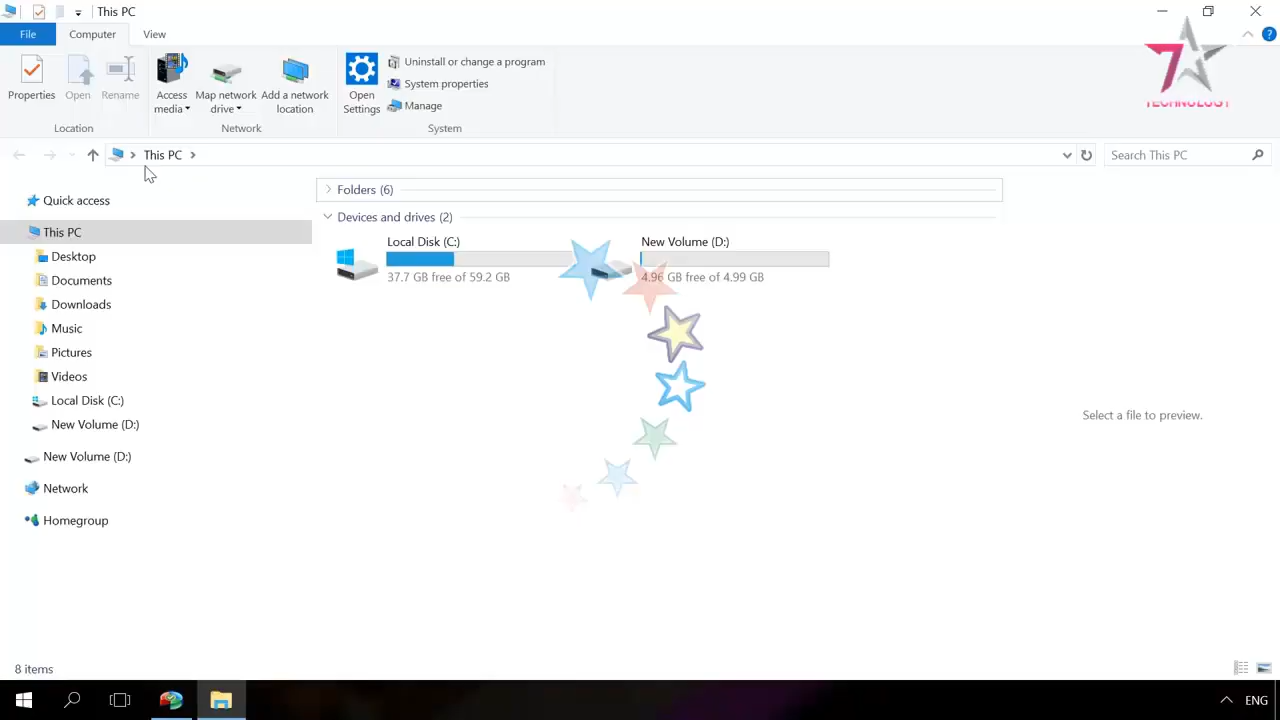 This PC
File
Computer
View
Properties
Open
Rename
Access media
Map network drive
Add a network location
Open Settings
Uninstall or change a program
System properties
Manage
Location
Network
System
7
TECHNOLOGY
This PC
Search This PC
Quick access
This PC
Desktop
Documents
Downloads
Music
Pictures
Videos
Local Disk (C:)
New Volume (D:)
New Volume (D:)
Network
Homegroup
Folders (6)
Devices and drives (2)
Local Disk (C:)
37.7 GB free of 59.2 GB
New Volume (D:)
4.96 GB free of 4.99 GB
Select a file to preview.
8 items
ENG